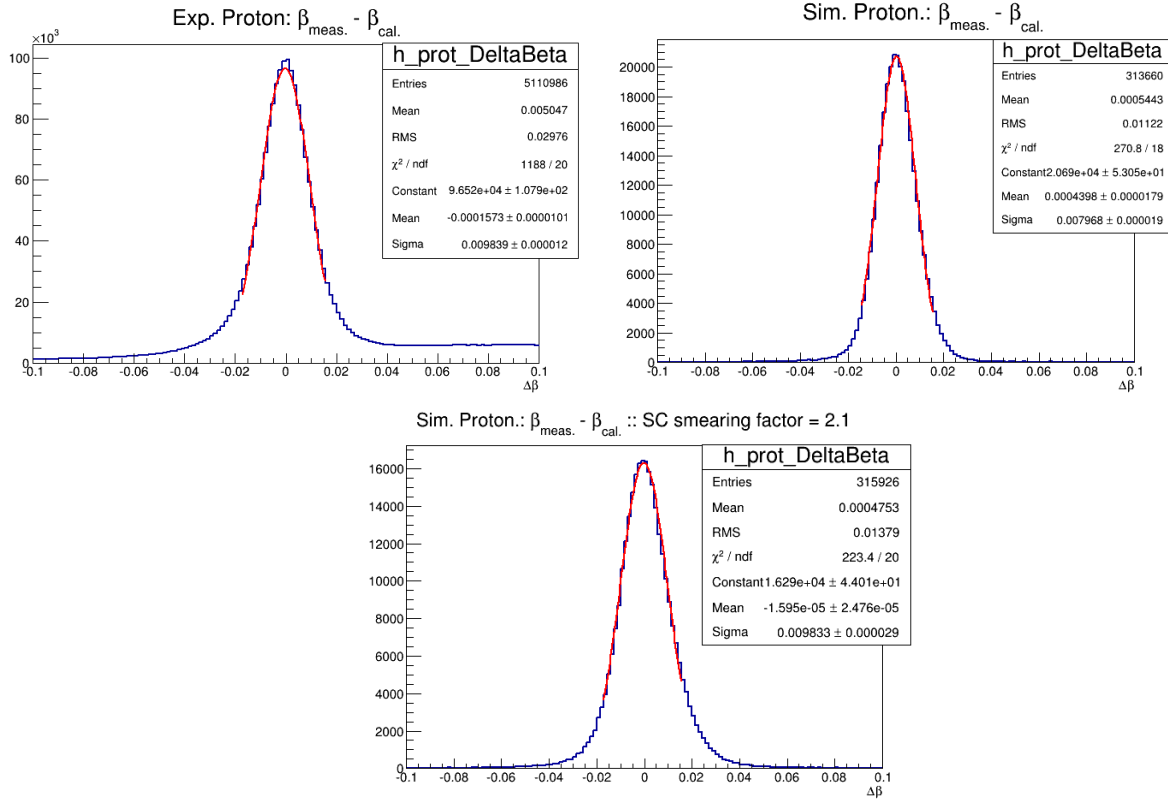 Exp. Proton: β_meas. - β_cal.
×10³
h_prot_DeltaBeta
Entries 5110986
Mean 0.005047
RMS 0.02976
χ² / ndf 1188 / 20
Constant 9.652e+04 ± 1.079e+02
Mean -0.0001573 ± 0.0000101
Sigma 0.009839 ± 0.000012
100
80
60
40
20
0
-0.1 -0.08 -0.06 -0.04 -0.02 0 0.02 0.04 0.06 0.08 0.1
Δβ
Sim. Proton.: β_meas. - β_cal.
h_prot_DeltaBeta
Entries 313660
Mean 0.0005443
RMS 0.01122
χ² / ndf 270.8 / 18
Constant 2.069e+04 ± 5.305e+01
Mean 0.0004398 ± 0.0000179
Sigma 0.007968 ± 0.000019
20000
18000
16000
14000
12000
10000
8000
6000
4000
2000
0
-0.1 -0.08 -0.06 -0.04 -0.02 0 0.02 0.04 0.06 0.08 0.1
Δβ
Sim. Proton.: β_meas. - β_cal. :: SC smearing factor = 2.1
h_prot_DeltaBeta
Entries 315926
Mean 0.0004753
RMS 0.01379
χ² / ndf 223.4 / 20
Constant 1.629e+04 ± 4.401e+01
Mean -1.595e-05 ± 2.476e-05
Sigma 0.009833 ± 0.000029
16000
14000
12000
10000
8000
6000
4000
2000
0
-0.1 -0.08 -0.06 -0.04 -0.02 0 0.02 0.04 0.06 0.08 0.1
Δβ